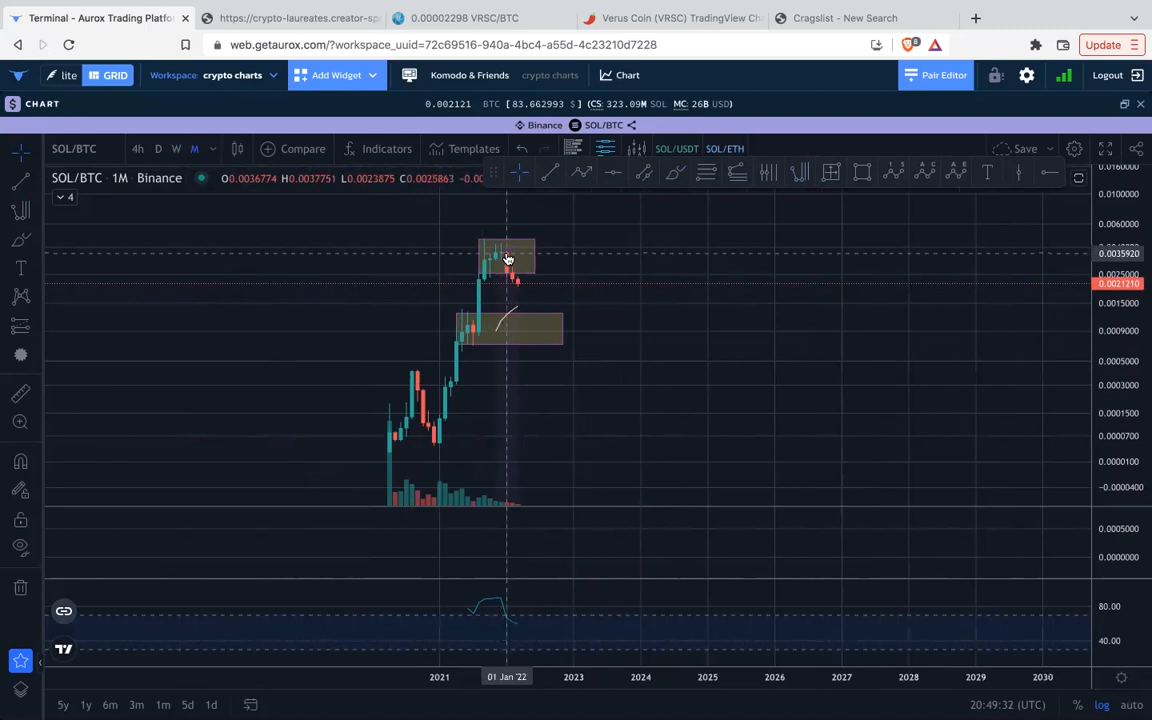 Terminal - Aurox Trading Platfo
https://crypto-laureates.creator-sp
0.00002298 VRSC/BTC
Verus Coin (VRSC) TradingView Cha
Cragslist - New Search
web.getaurox.com/?workspace_uuid=72c69516-940a-4bc4-a55d-4c23210d7228
8
Update
lite
GRID
Workspace: crypto charts
Add Widget
Komodo & Friends
crypto charts
Chart
Pair Editor
Logout
$ CHART
0.002121 BTC [83.662993 $] (CS: 323.09M SOL MC: 26B USD)
Binance
SOL/BTC
SOL/BTC
4h D W M
Compare
Indicators
Templates
SOL/USDT SOL/ETH
Save
SOL/BTC · 1M · Binance
O0.0036774 H0.0037751 L0.0023875 C0.0025863 -0.00
4
0.0100000
0.0060000
0.0035920
0.0025000
0.0021210
0.0015000
0.0009000
0.0005000
0.0003000
0.0001500
0.0000700
0.0000100
−0.0000400
0.0005000
0.0000000
80.00
40.00
2021
01 Jan '22
2023
2024
2025
2026
2027
2028
2029
2030
5y 1y 6m 3m 1m 5d 1d
20:49:32 (UTC)
% log auto